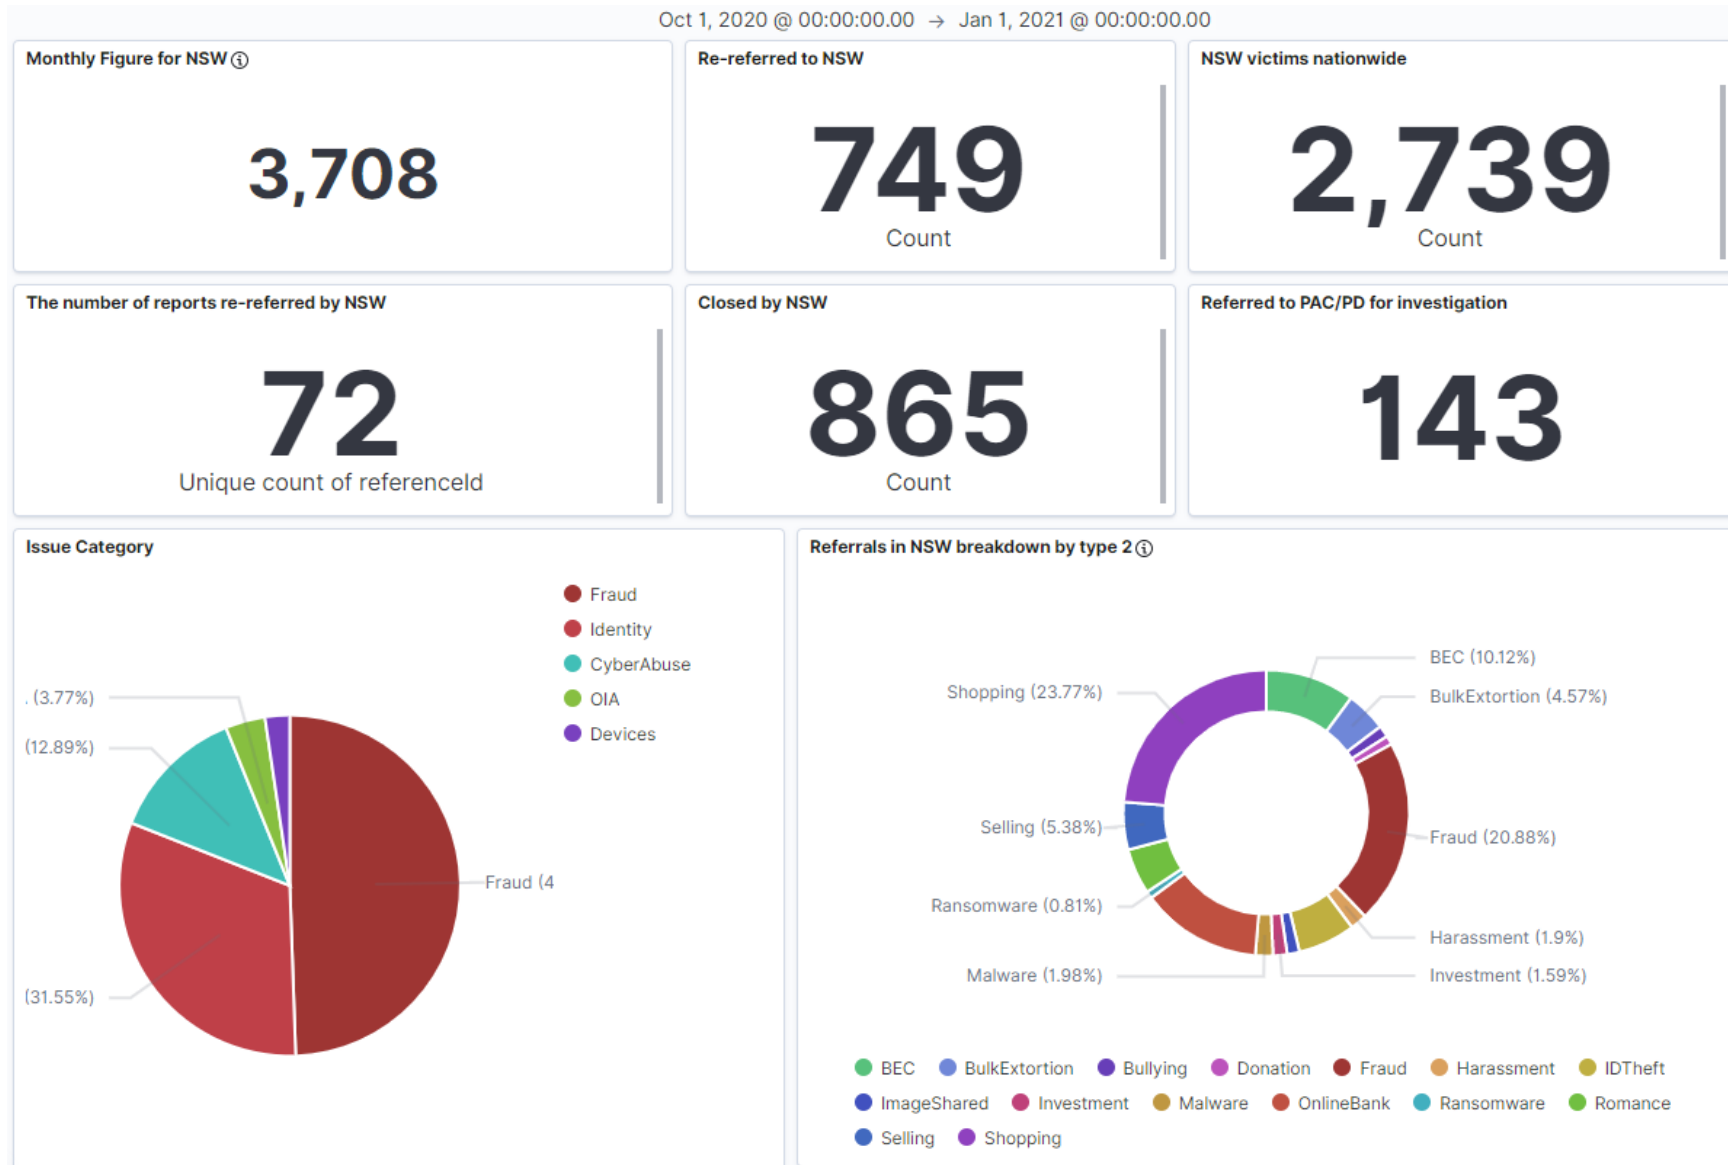 Oct 1, 2020 @ 00:00:00.00 → Jan 1, 2021 @ 00:00:00.00
Monthly Figure for NSW
3,708
Re-referred to NSW
749
Count
NSW victims nationwide
2,739
Count
The number of reports re-referred by NSW
72
Unique count of referenceId
Closed by NSW
865
Count
Referred to PAC/PD for investigation
143
Issue Category
Fraud
Identity
CyberAbuse
OIA
Devices
. (3.77%)
(12.89%)
Fraud (4
(31.55%)
Referrals in NSW breakdown by type 2
BEC (10.12%)
Shopping (23.77%)
BulkExtortion (4.57%)
Selling (5.38%)
Fraud (20.88%)
Ransomware (0.81%)
Harassment (1.9%)
Malware (1.98%)
Investment (1.59%)
BEC BulkExtortion Bullying Donation Fraud Harassment IDTheft
ImageShared Investment Malware OnlineBank Ransomware Romance
Selling Shopping